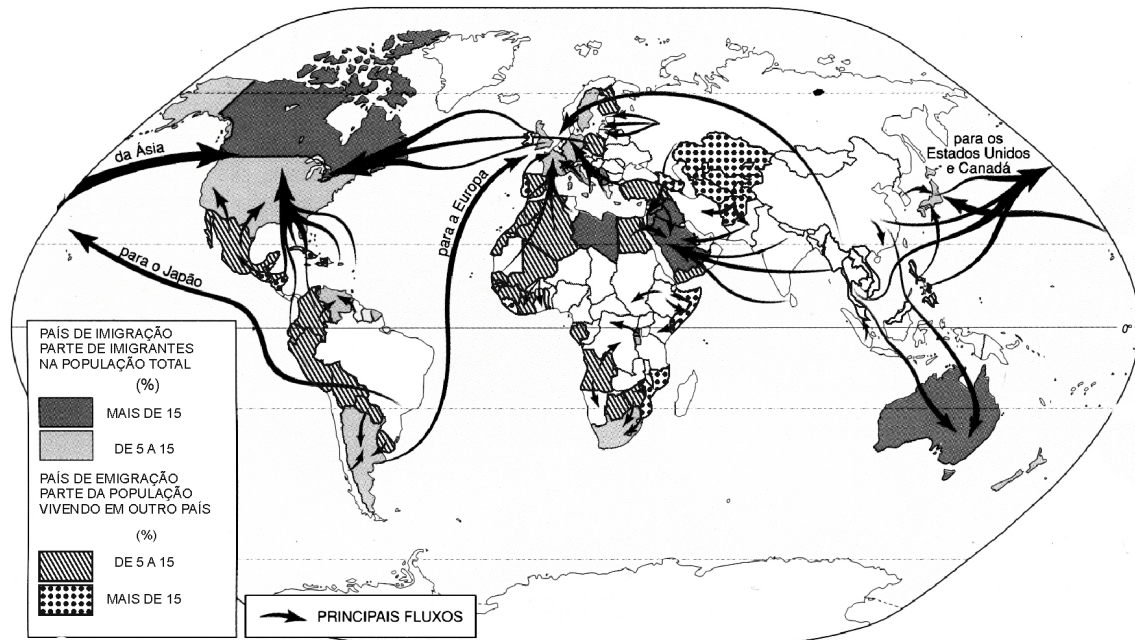 da Ásia
para o Japão
para a Europa
para os
Estados Unidos
e Canadá
0°
PAÍS DE IMIGRAÇÃO
PARTE DE IMIGRANTES
NA POPULAÇÃO TOTAL
(%)
MAIS DE 15
DE 5 A 15
PAÍS DE EMIGRAÇÃO
PARTE DA POPULAÇÃO
VIVENDO EM OUTRO PAÍS
(%)
DE 5 A 15
MAIS DE 15
PRINCIPAIS FLUXOS